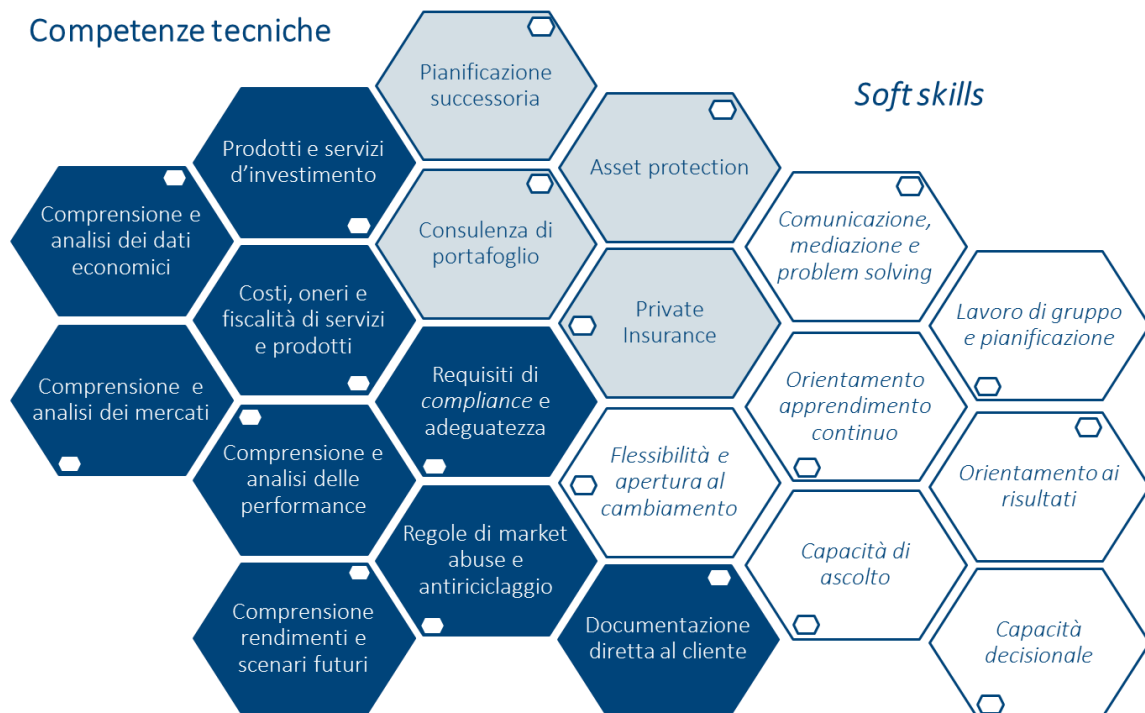 Competenze tecniche
Soft skills
Pianificazione
successoria
Prodotti e servizi
d’investimento
Asset protection
Comprensione e
analisi dei dati
economici
Consulenza di
portafoglio
Comunicazione,
mediazione e
problem solving
Costi, oneri e
fiscalità di servizi
e prodotti
Private
Insurance
Lavoro di gruppo
e pianificazione
Comprensione e
analisi dei mercati
Requisiti di
compliance e
adeguatezza
Orientamento
apprendimento
continuo
Comprensione e
analisi delle
performance
Flessibilità e
apertura al
cambiamento
Orientamento ai
risultati
Regole di market
abuse e
antiriciclaggio
Capacità di
ascolto
Comprensione
rendimenti e
scenari futuri
Documentazione
diretta al cliente
Capacità
decisionale